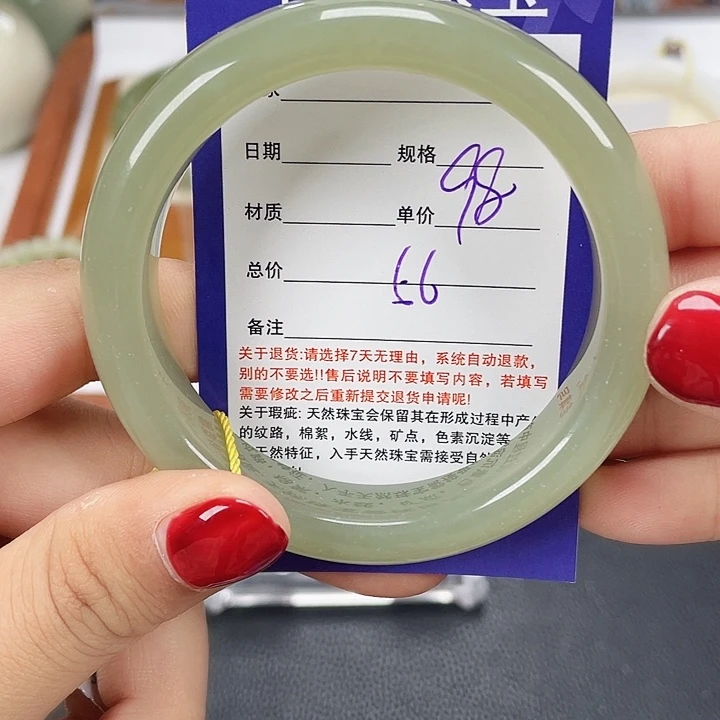 日期 规格 98
材质 单价
总价 56
备注
关于退货:请选择7天无理由，系统自动退款，
别的不要选!!售后说明不要填写内容，若填写
需要修改之后重新提交退货申请呢!
关于瑕疵: 天然珠宝会保留其在形成过程中产
的纹路，棉絮，水线，矿点，色素沉淀等
天然特征，入手天然珠宝需接受自然